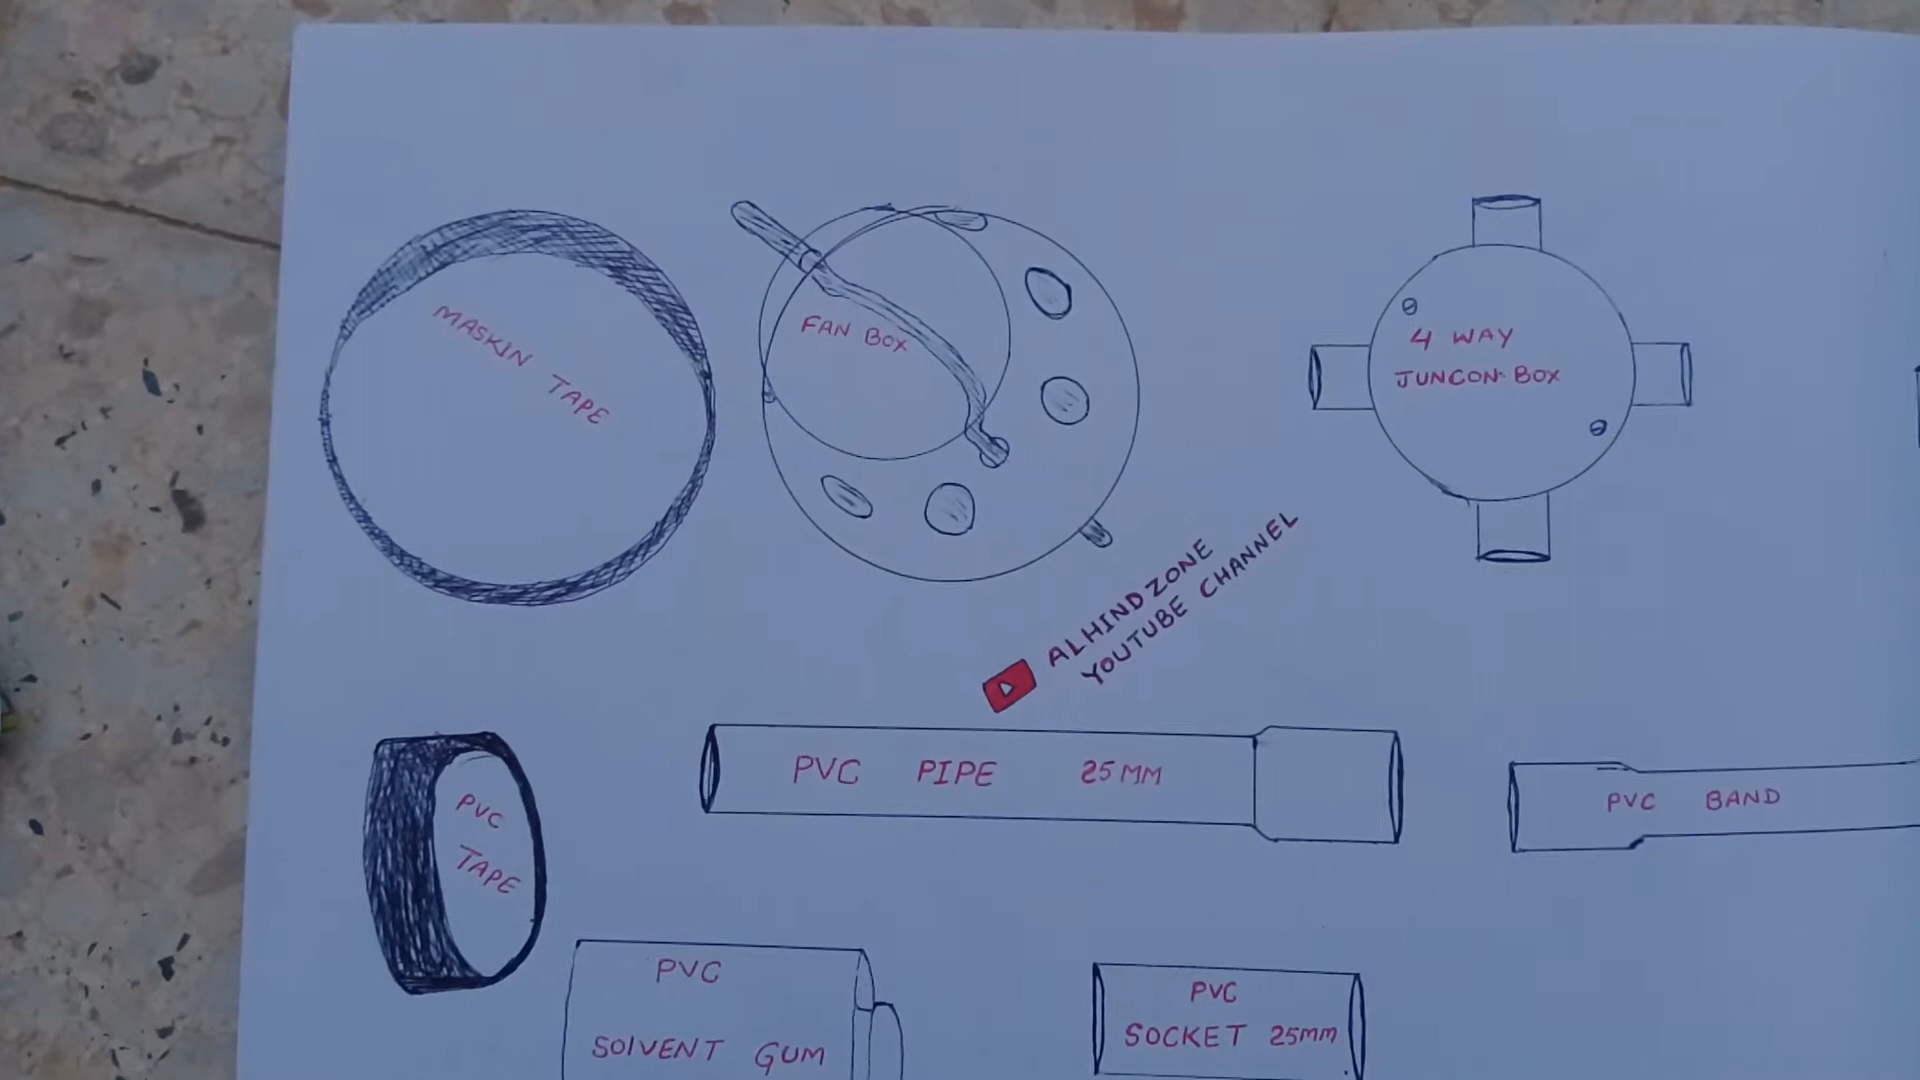 MASKIN TAPE
FAN BOX
4 WAY
JUNCON BOX
ALHINDZONE
YOUTUBE CHANNEL
PVC PIPE 25MM
PVC BAND
PVC
TAPE
PVC
SOLVENT GUM
PVC
SOCKET 25MM